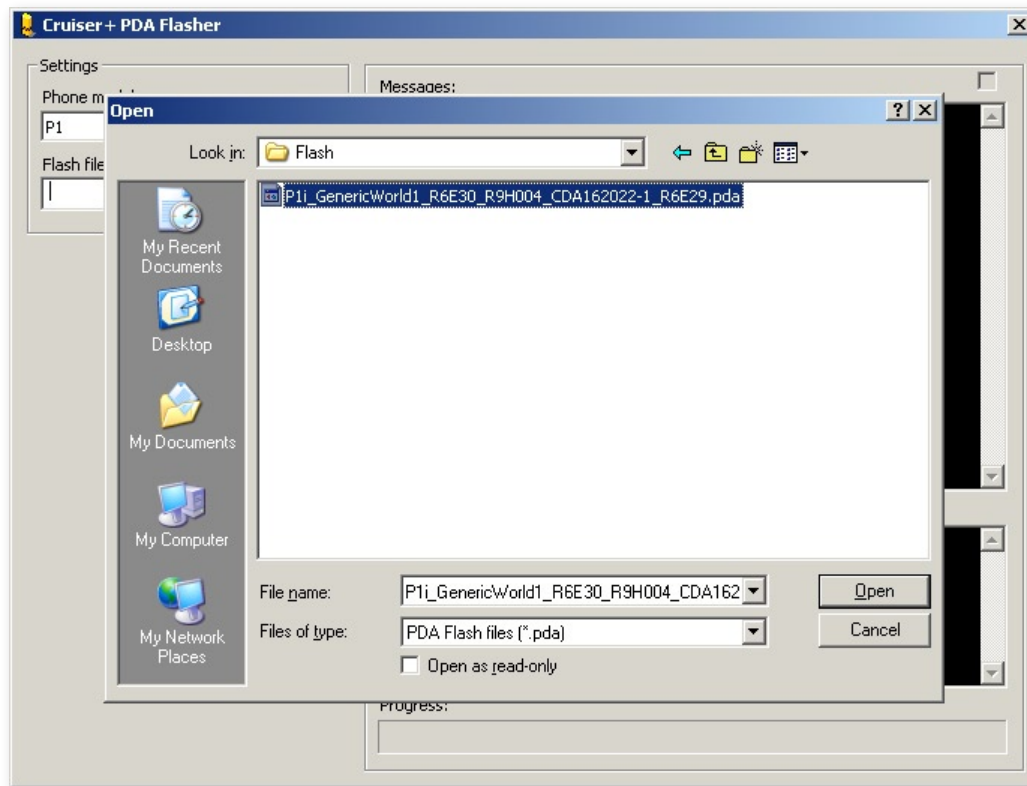 Cruiser+ PDA Flasher
Settings
Messages:
Phone m
P1
Flash file
Open
Look in:
Flash
P1i_GenericWorld1_R6E30_R9H004_CDA162022-1_R6E29.pda
My Recent
Documents
Desktop
My Documents
My Computer
My Network
Places
File name:
P1i_GenericWorld1_R6E30_R9H004_CDA162
Open
Files of type:
PDA Flash files (*.pda)
Cancel
Open as read-only
Progress: